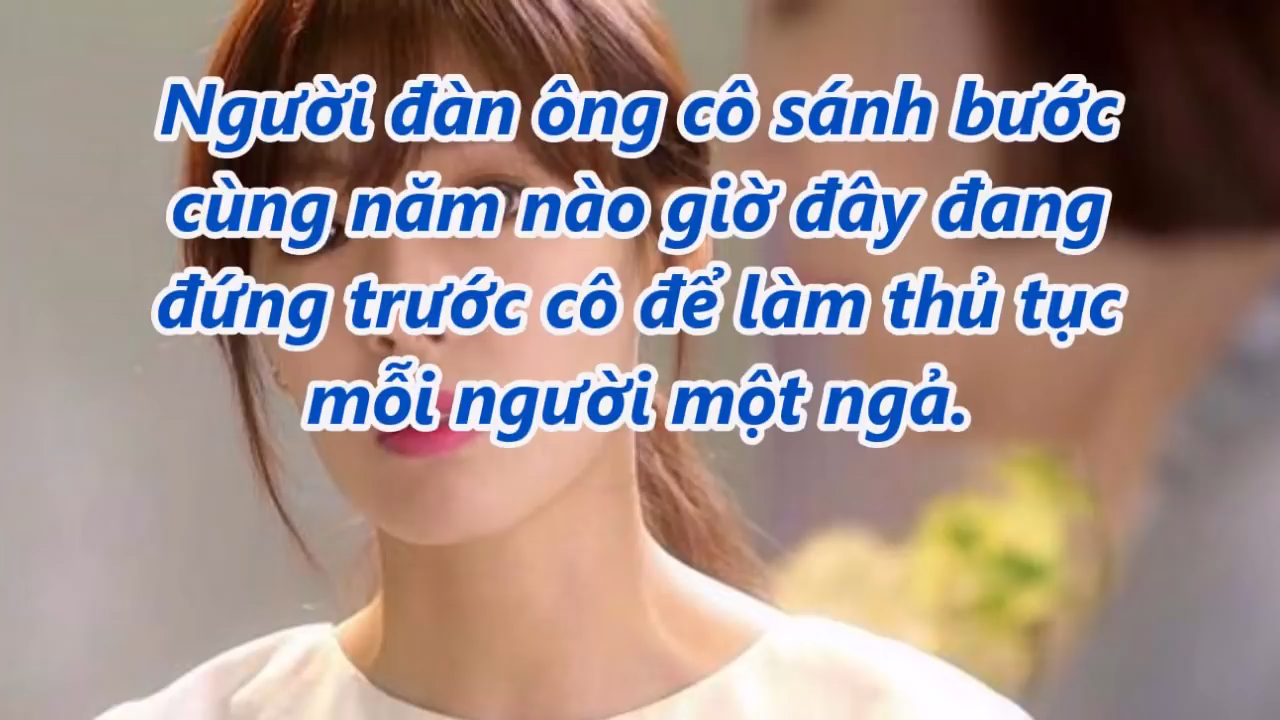 Người đàn ông cô sánh bước
cùng năm nào giờ đây đang
đứng trước cô để làm thủ tục
mỗi người một ngả.